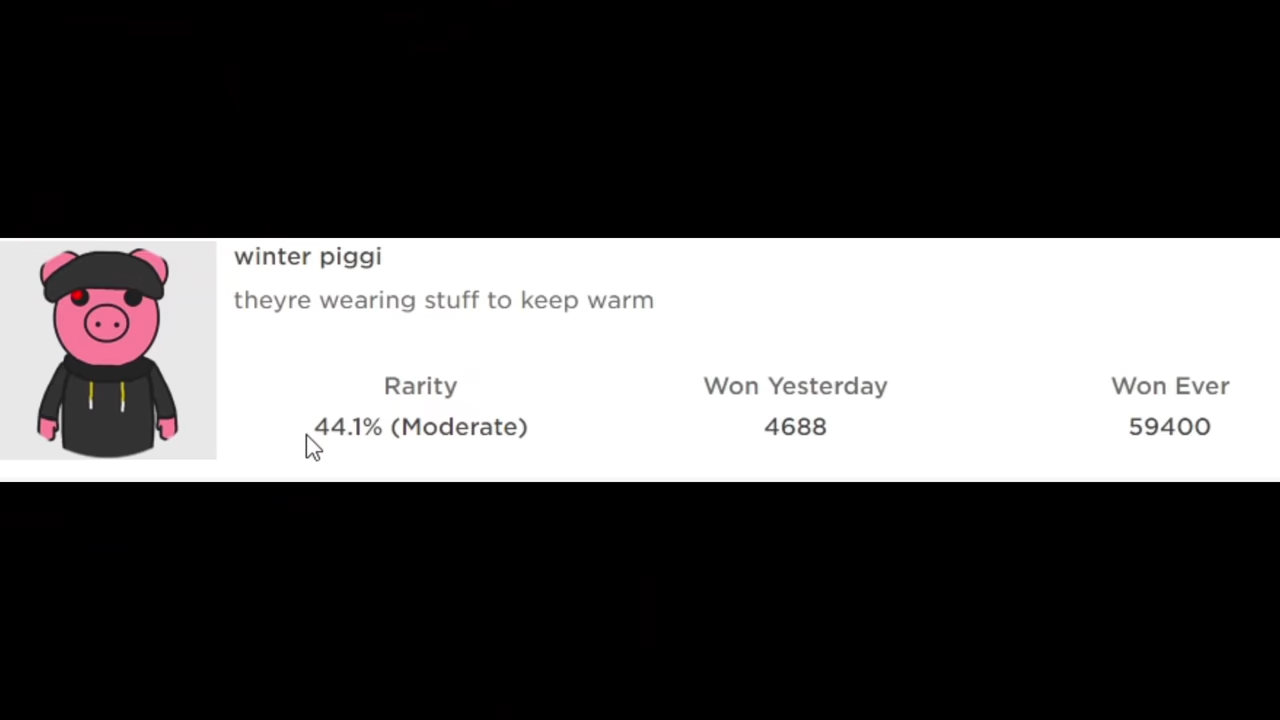 winter piggi
theyre wearing stuff to keep warm
Rarity Won Yesterday Won Ever
44.1% (Moderate) 4688 59400